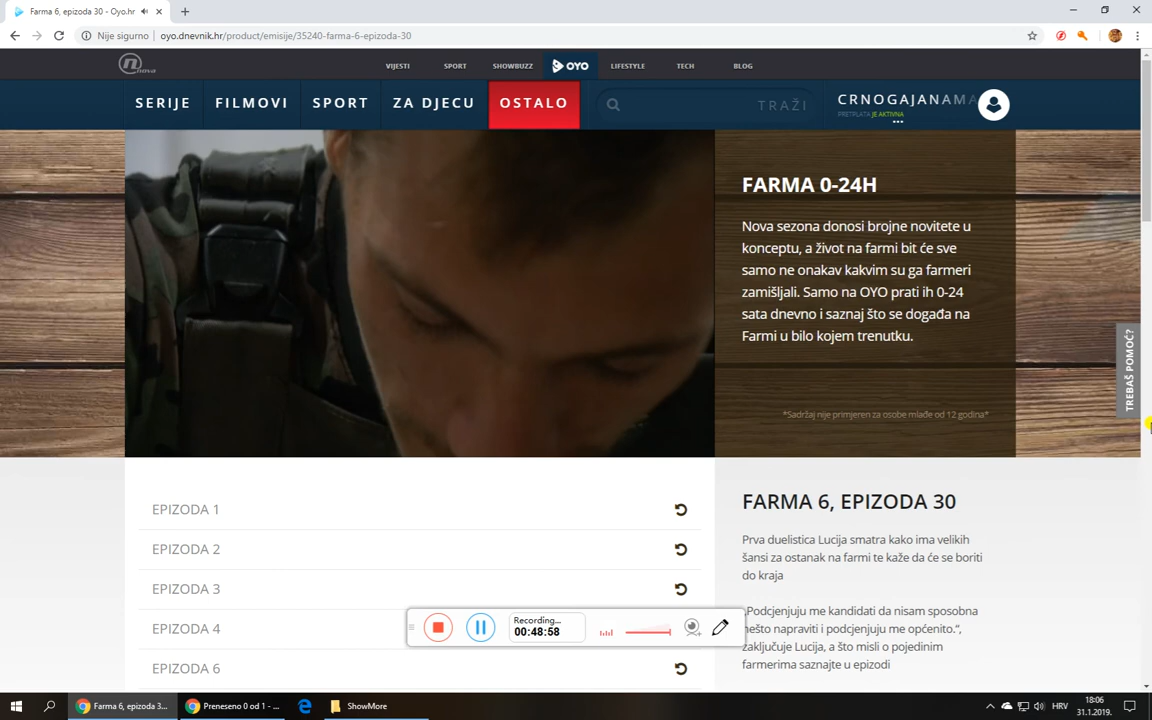 Farma 6, epizoda 30 - Oyo.hr
Nije sigurno
oyo.dnevnik.hr/product/emisije/35240-farma-6-epizoda-30
nova
VIJESTI
SPORT
SHOWBUZZ
OYO
LIFESTYLE
TECH
BLOG
SERIJE
FILMOVI
SPORT
ZA DJECU
OSTALO
TRAŽI
CRNOGAJANAMA
PRETPLATA JE AKTIVNA
FARMA 0-24H
Nova sezona donosi brojne novitete u
konceptu, a život na farmi bit će sve
samo ne onakav kakvim su ga farmeri
zamišljali. Samo na OYO prati ih 0-24
sata dnevno i saznaj što se događa na
Farmi u bilo kojem trenutku.
*Sadržaj nije primjeren za osobe mlađe od 12 godina*
TREBAŠ POMOĆ?
EPIZODA 1
EPIZODA 2
EPIZODA 3
EPIZODA 4
EPIZODA 6
FARMA 6, EPIZODA 30
Prva duelistica Lucija smatra kako ima velikih
šansi za ostanak na farmi te kaže da će se boriti
do kraja
„Podcjenjuju me kandidati da nisam sposobna
nešto napraviti i podcjenjuju me općenito.“,
zaključuje Lucija, a što misli o pojedinim
farmerima saznajte u epizodi
Recording...
00:48:58
Farma 6, epizoda 3...
Preneseno 0 od 1 - ...
ShowMore
HRV
18:06
31.1.2019.